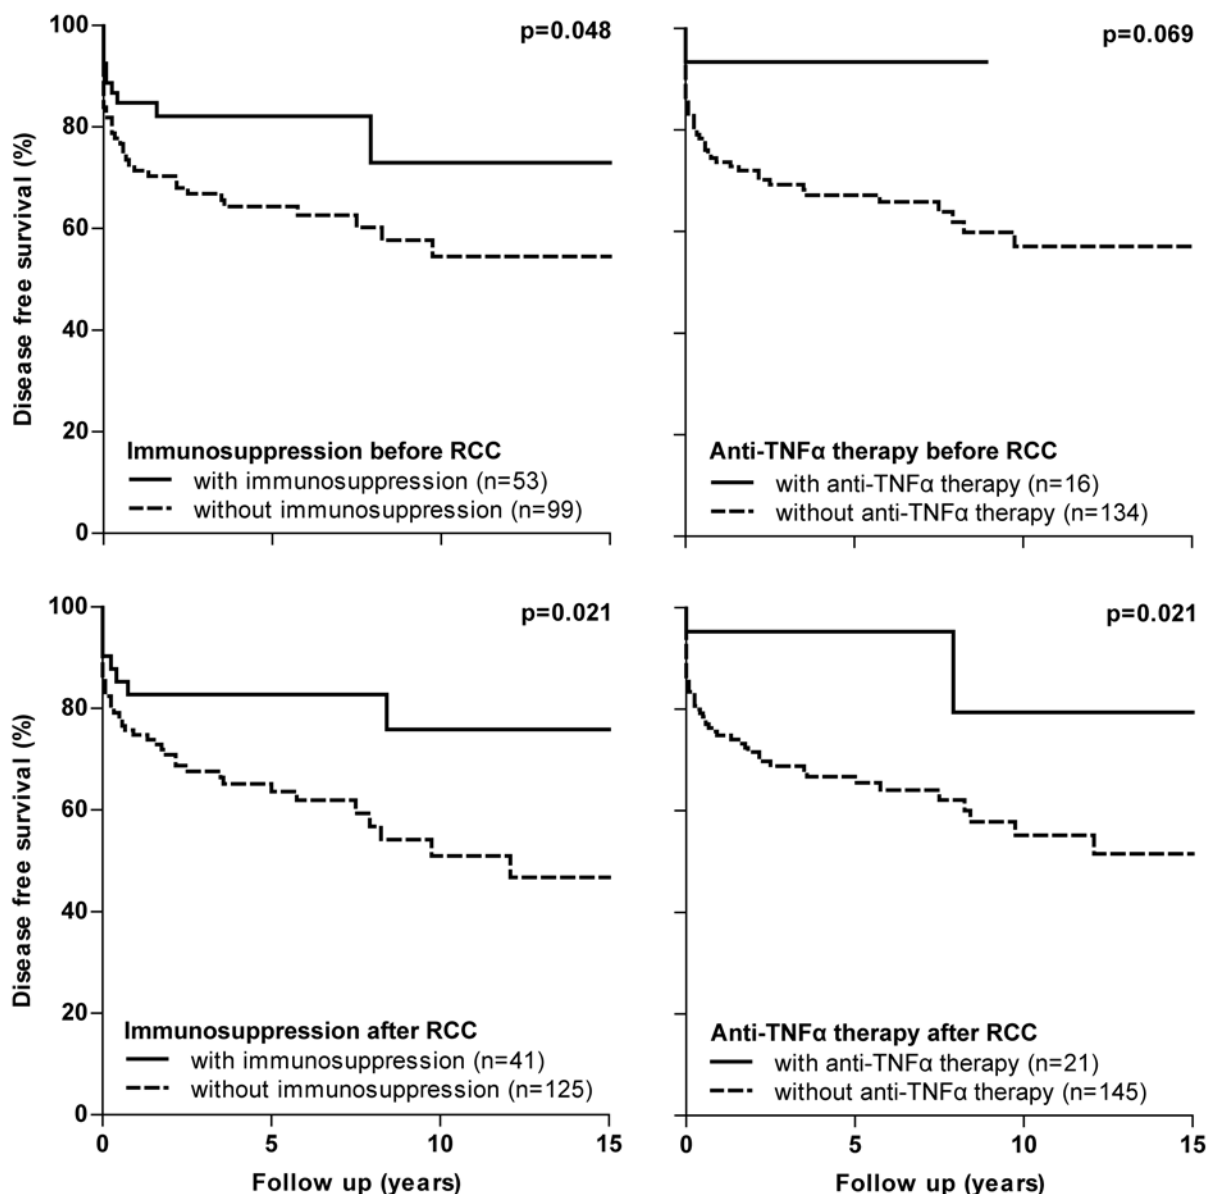 100
80
60
40
20
0
Disease free survival (%)
p=0.048
Immunosuppression before RCC
with immunosuppression (n=53)
without immunosuppression (n=99)
p=0.069
Anti-TNFα therapy before RCC
with anti-TNFα therapy (n=16)
without anti-TNFα therapy (n=134)
5
10
15
100
80
60
40
20
0
Disease free survival (%)
p=0.021
Immunosuppression after RCC
with immunosuppression (n=41)
without immunosuppression (n=125)
0
5
10
15
Follow up (years)
p=0.021
Anti-TNFα therapy after RCC
with anti-TNFα therapy (n=21)
without anti-TNFα therapy (n=145)
0
5
10
15
Follow up (years)